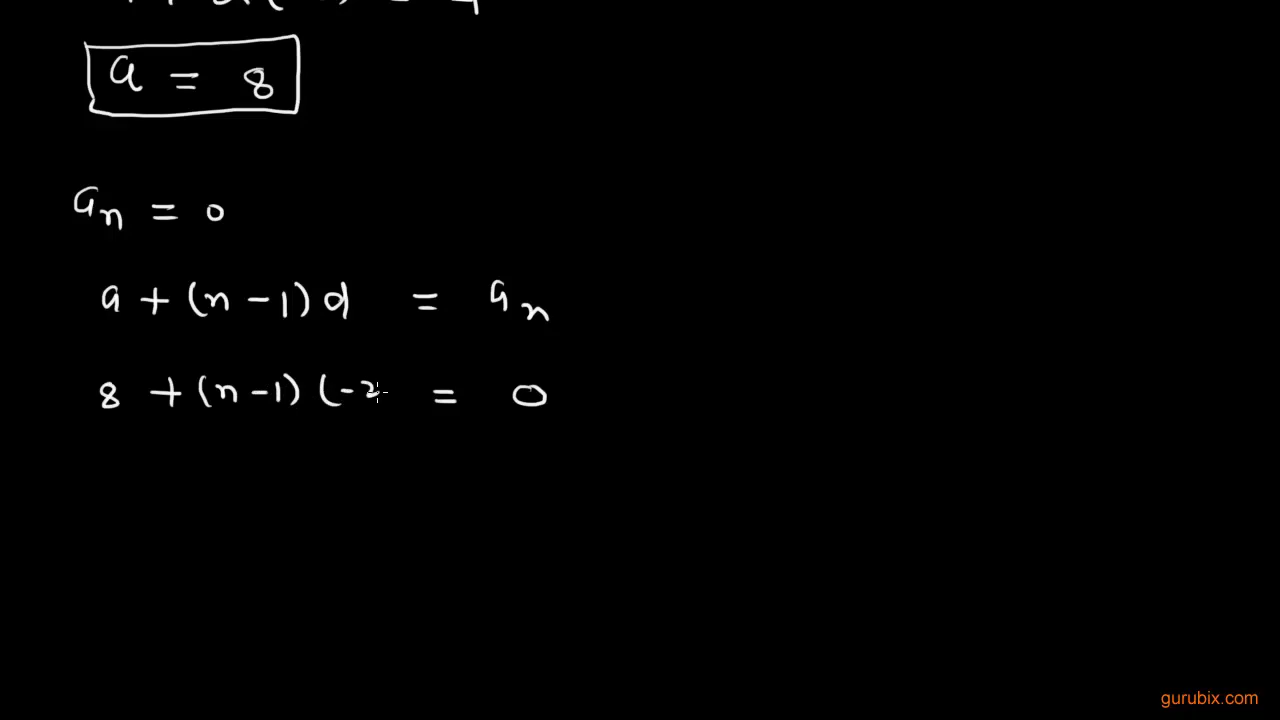 a = 8
an = 0
a + (n - 1) d = an
8 + (n - 1) (-2 = 0
gurubix.com